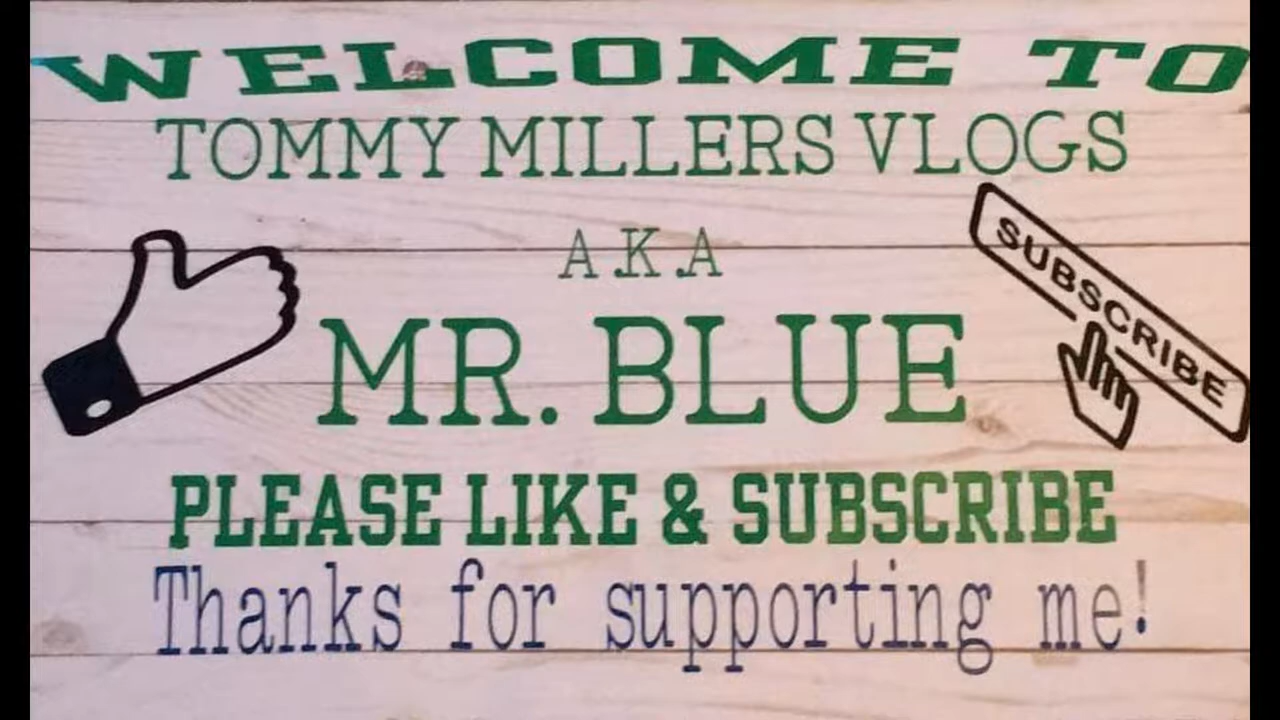 WELCOME TO
TOMMY MILLERS VLOGS
A.K.A
MR. BLUE
SUBSCRIBE
PLEASE LIKE & SUBSCRIBE
Thanks for supporting me!